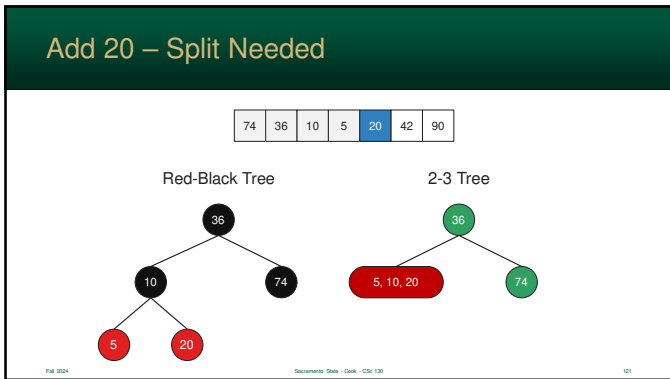 Add 20 – Split Needed
74 36 10 5 20 42 90
Red-Black Tree 2-3 Tree
36 36
10 74 5, 10, 20 74
5 20
Fall 2024 Sacramento State - Cook - CSc 130 121